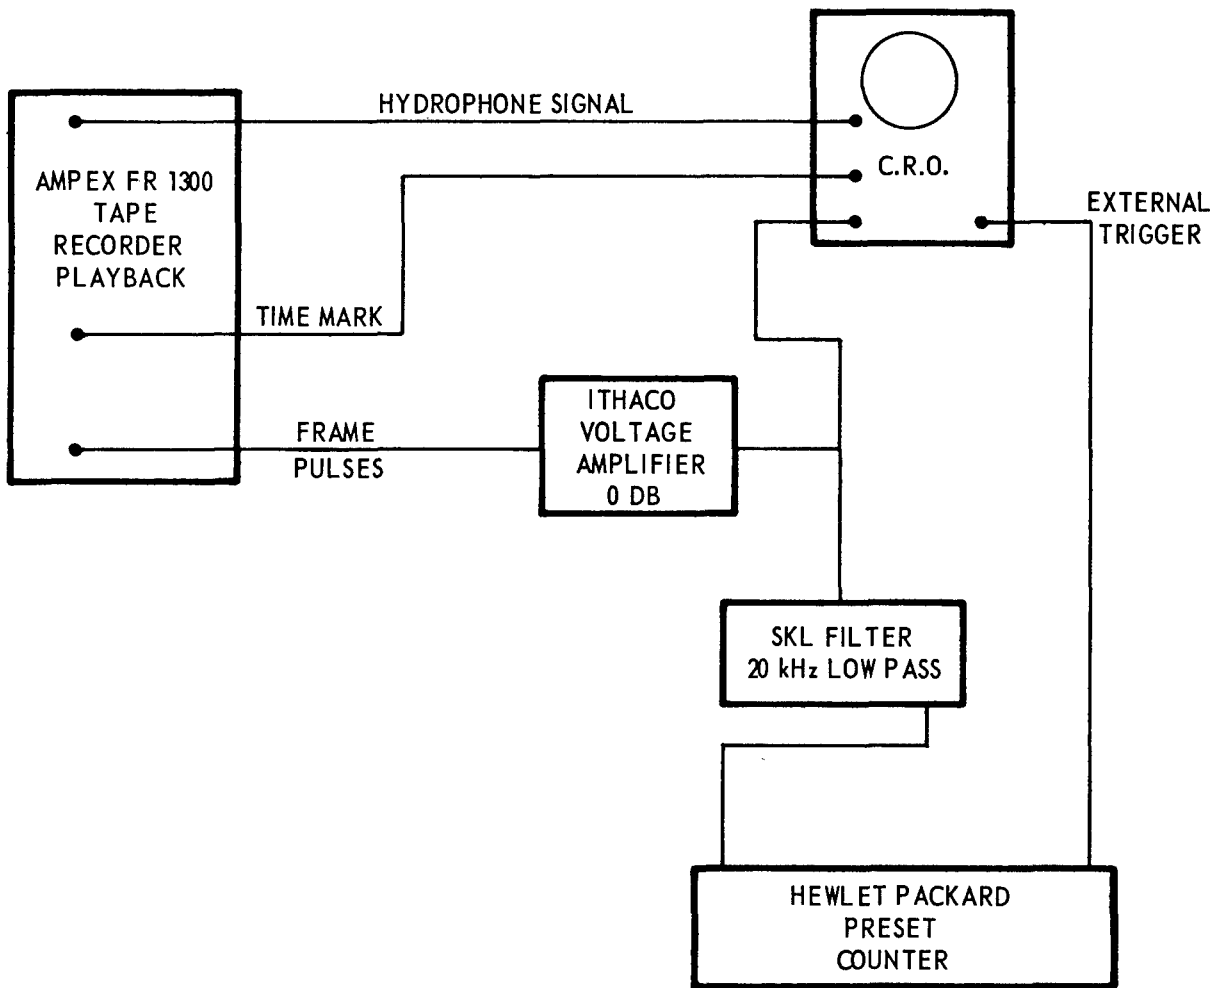 HYDROPHONE SIGNAL
AMPEX FR 1300
TAPE
RECORDER
PLAYBACK
C.R.O.
EXTERNAL
TRIGGER
TIME MARK
FRAME
PULSES
ITHACO
VOLTAGE
AMPLIFIER
0 DB
SKL FILTER
20 kHz LOW PASS
HEWLET PACKARD
PRESET
COUNTER